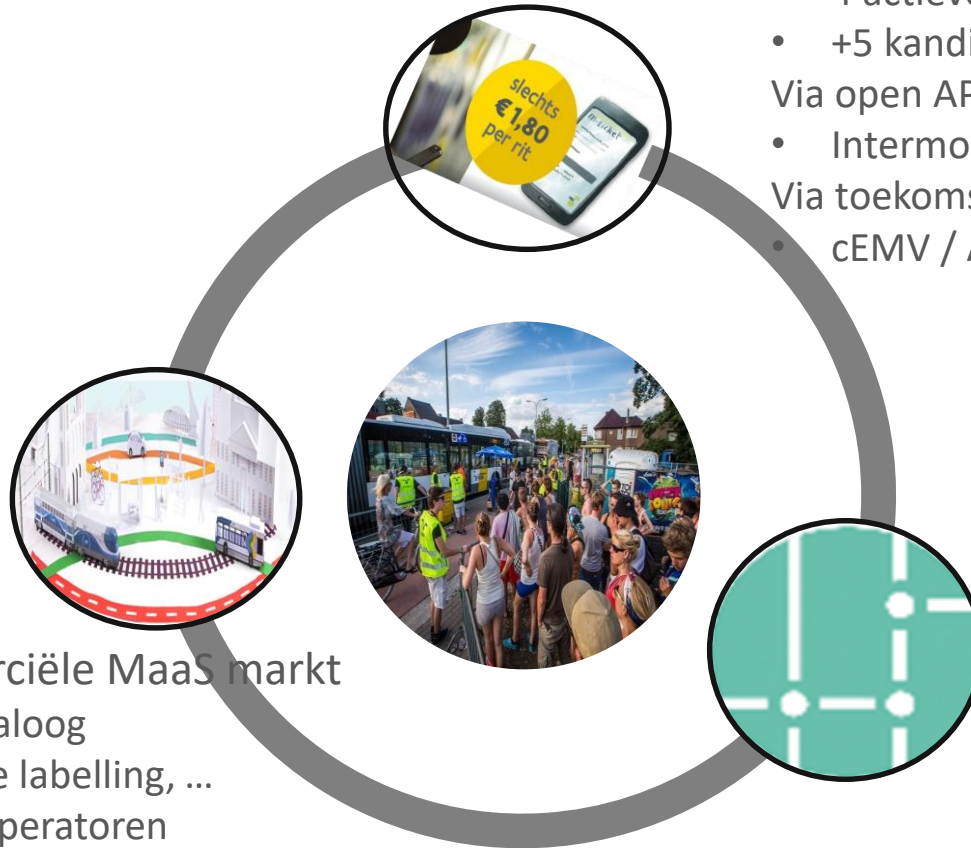 slechts
€ 1,80
per rit
m-ticket
• +5 kandi
Via open AP
• Intermo
Via toekoms
• cEMV / A
rciële MaaS markt
aloog
e labelling, ...
peratoren